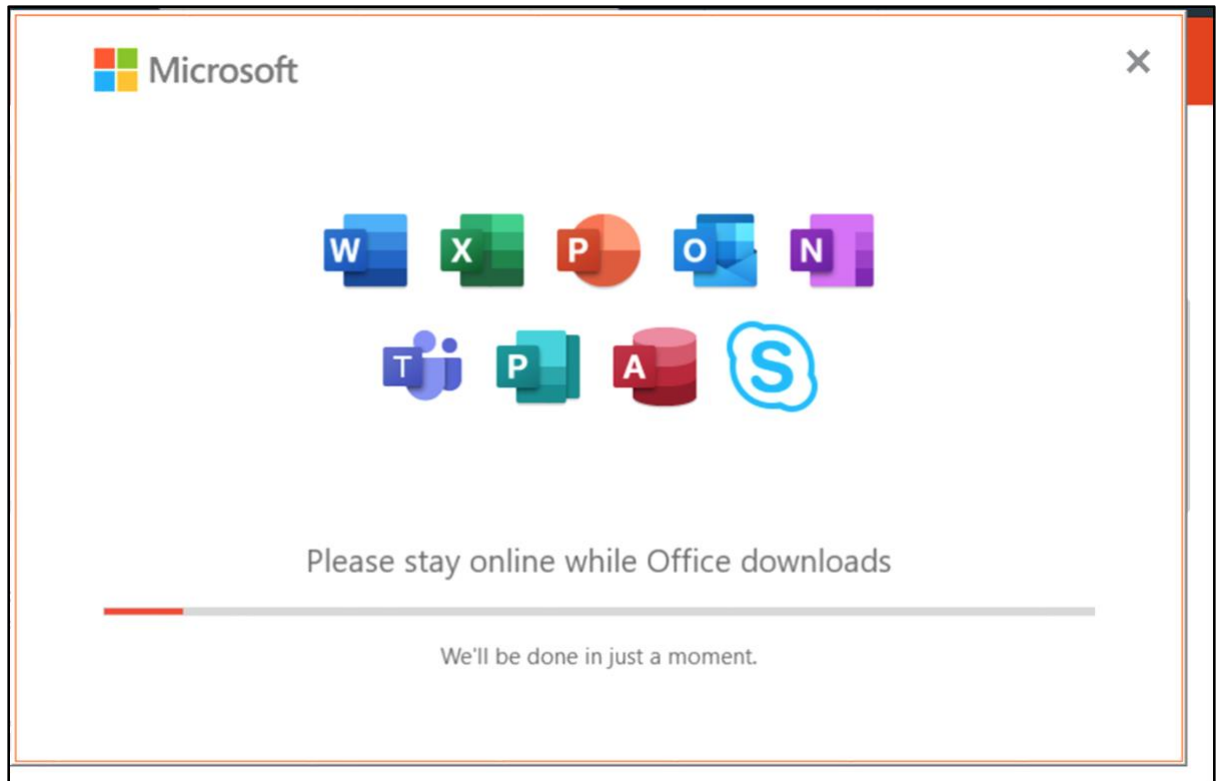 Microsoft
W X P O N
T P A S
Please stay online while Office downloads
We'll be done in just a moment.